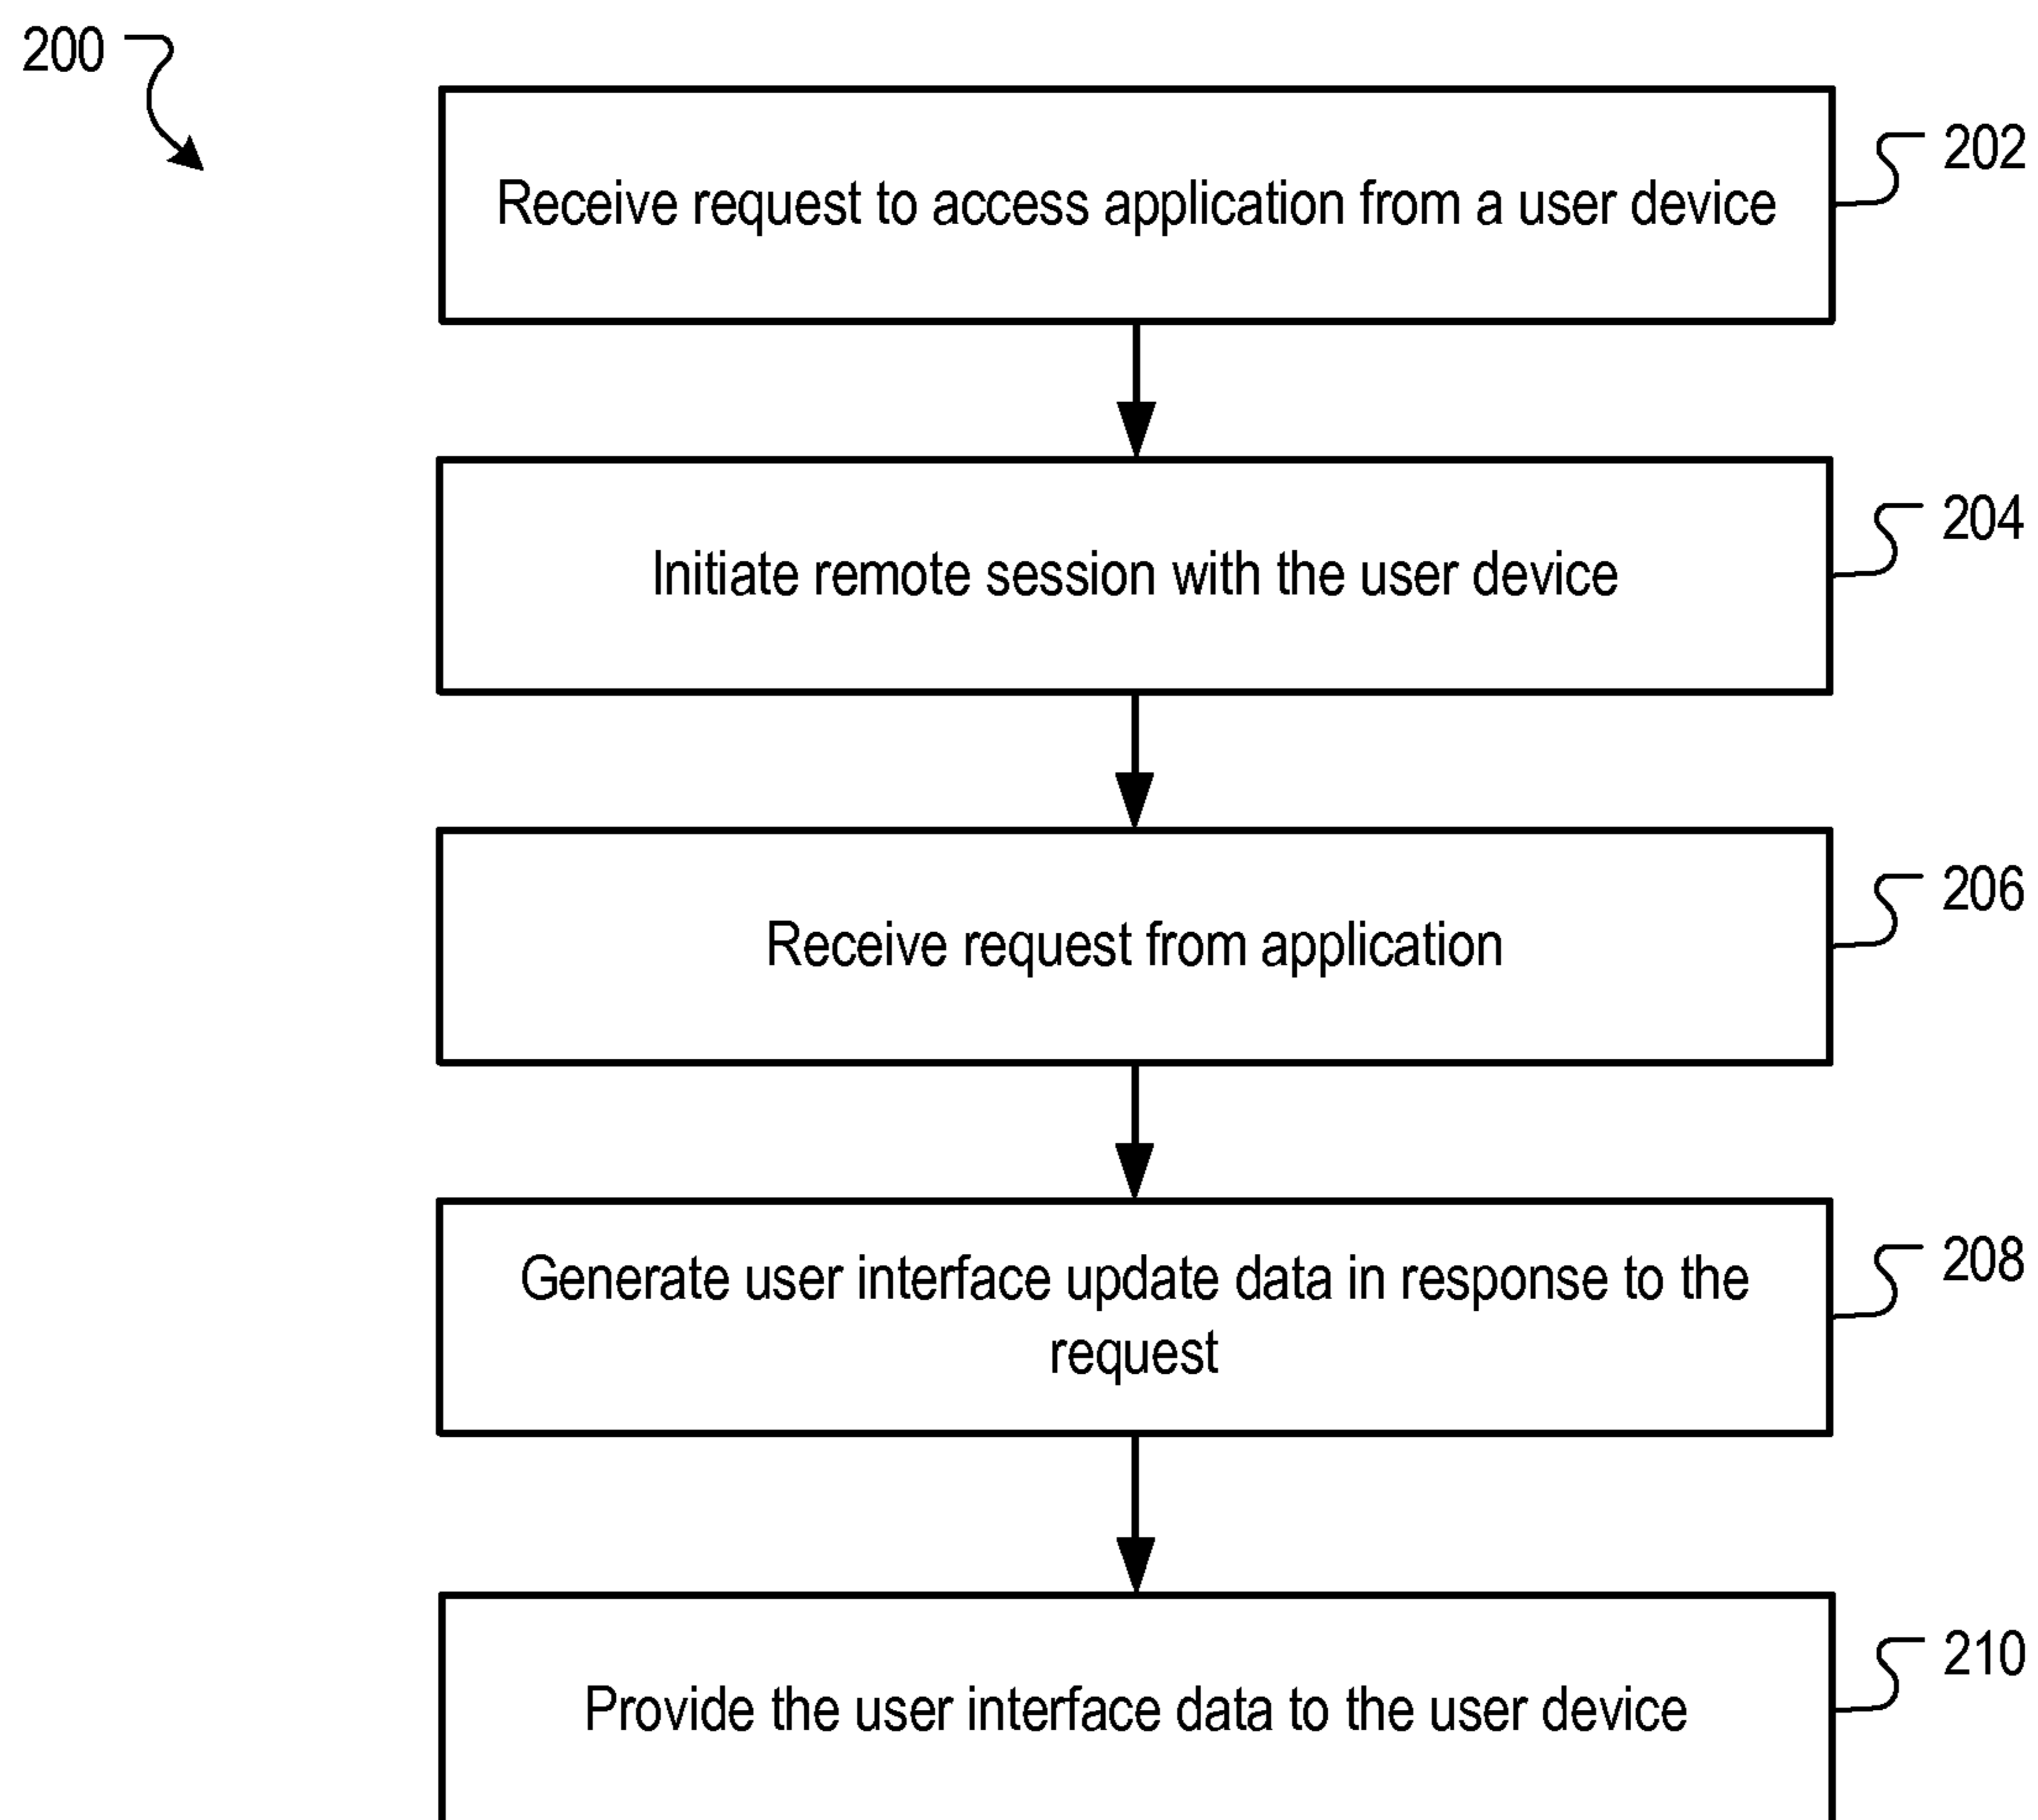 200
Receive request to access application from a user device
202
Initiate remote session with the user device
204
Receive request from application
206
Generate user interface update data in response to the
request
208
Provide the user interface data to the user device
210